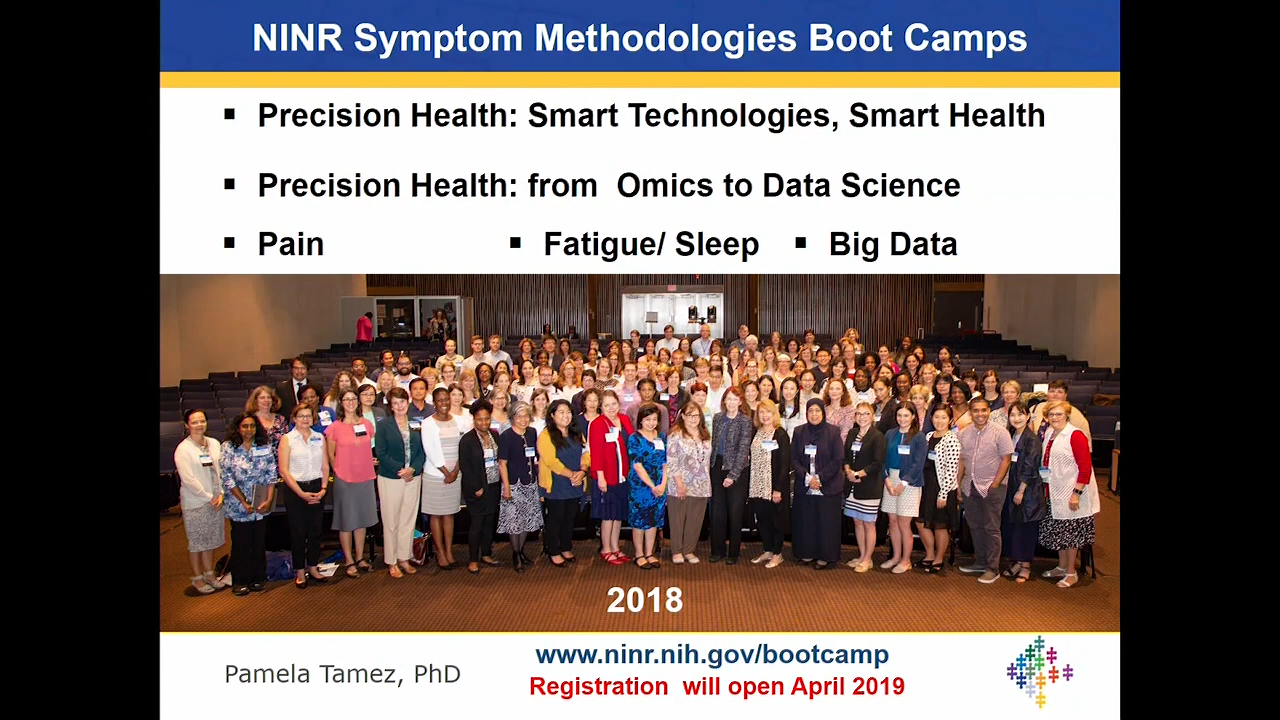 NINR Symptom Methodologies Boot Camps
▪ Precision Health: Smart Technologies, Smart Health
▪ Precision Health: from Omics to Data Science
▪ Pain ▪ Fatigue/ Sleep ▪ Big Data
2018
www.ninr.nih.gov/bootcamp
Pamela Tamez, PhD
Registration will open April 2019